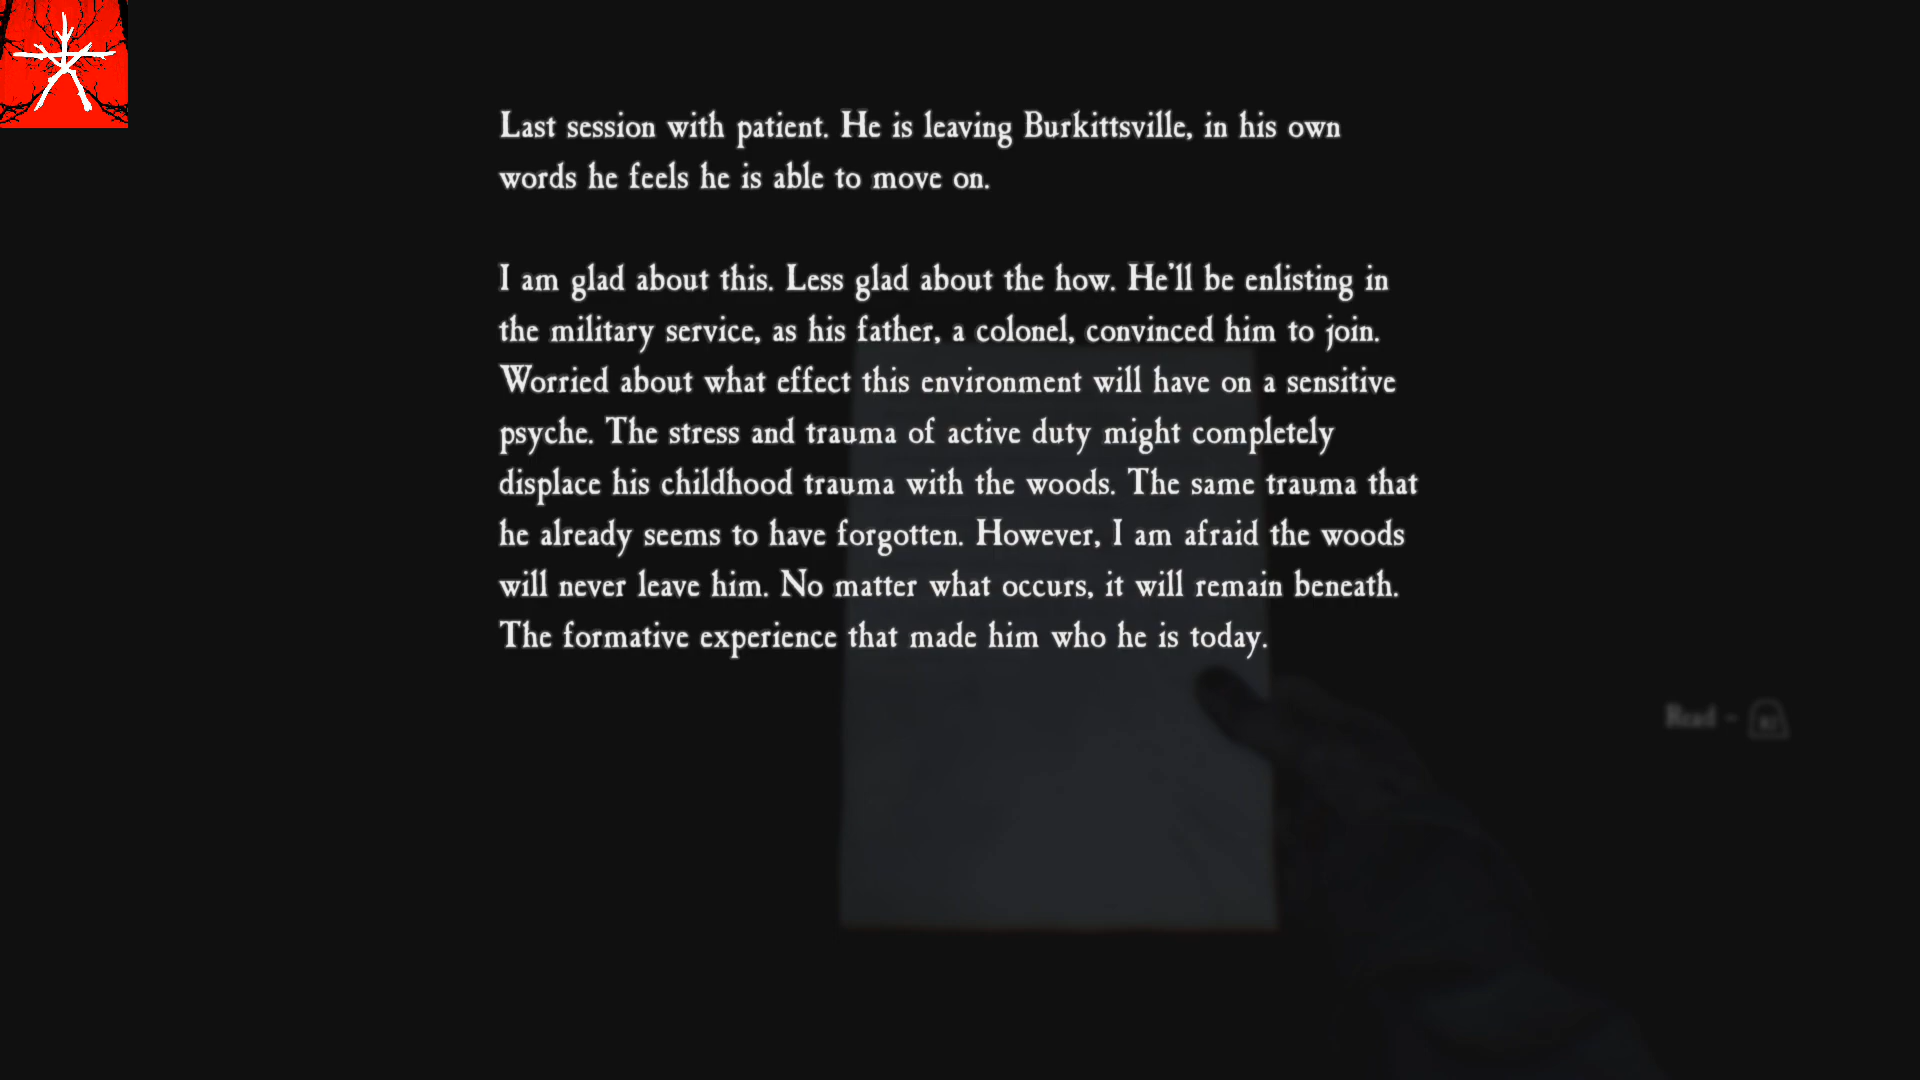 Last session with patient. He is leaving Burkittsville, in his own
words he feels he is able to move on.
I am glad about this. Less glad about the how. He'll be enlisting in
the military service, as his father, a colonel, convinced him to join.
Worried about what effect this environment will have on a sensitive
psyche. The stress and trauma of active duty might completely
displace his childhood trauma with the woods. The same trauma that
he already seems to have forgotten. However, I am afraid the woods
will never leave him. No matter what occurs, it will remain beneath.
The formative experience that made him who he is today.
Read -